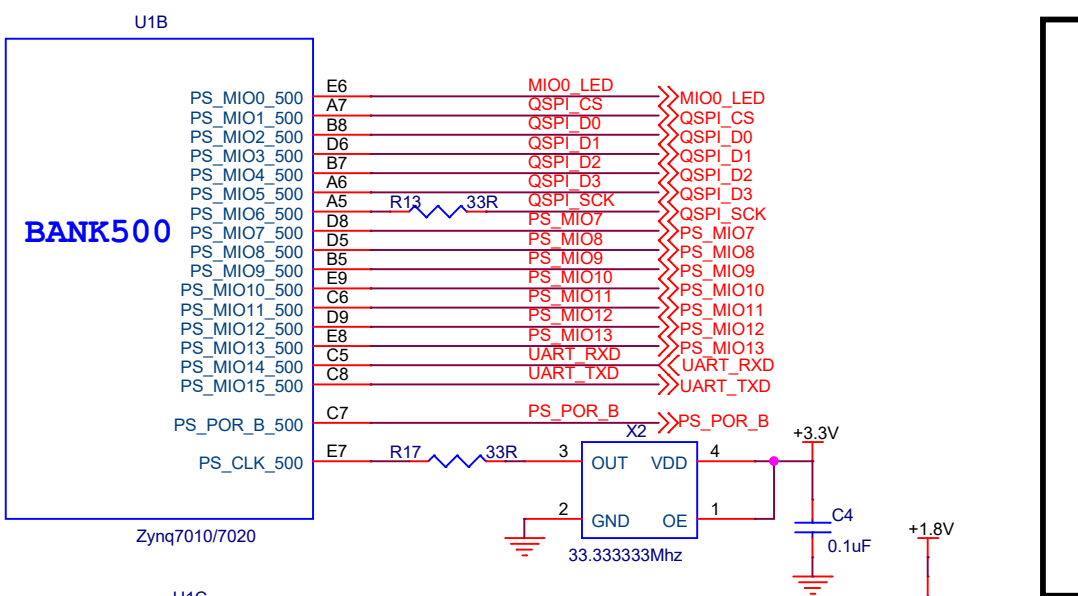 U1B
BANK500
PS_MIO0_500 E6 MIO0_LED MIO0_LED
PS_MIO1_500 A7 QSPI_CS QSPI_CS
PS_MIO2_500 B8 QSPI_D0 QSPI_D0
PS_MIO3_500 D6 QSPI_D1 QSPI_D1
PS_MIO4_500 B7 QSPI_D2 QSPI_D2
PS_MIO5_500 A6 QSPI_D3 QSPI_D3
PS_MIO6_500 A5 R13 33R QSPI_SCK QSPI_SCK
PS_MIO7_500 D8 PS_MIO7 PS_MIO7
PS_MIO8_500 D5 PS_MIO8 PS_MIO8
PS_MIO9_500 B5 PS_MIO9 PS_MIO9
PS_MIO10_500 E9 PS_MIO10 PS_MIO10
PS_MIO11_500 C6 PS_MIO11 PS_MIO11
PS_MIO12_500 D9 PS_MIO12 PS_MIO12
PS_MIO13_500 E8 PS_MIO13 PS_MIO13
PS_MIO14_500 C5 UART_RXD UART_RXD
PS_MIO15_500 C8 UART_TXD UART_TXD
PS_POR_B_500 C7 PS_POR_B PS_POR_B
X2 +3.3V
PS_CLK_500 E7 R17 33R 3 OUT VDD 4
2 GND OE 1 C4
0.1uF +1.8V
Zynq7010/7020
33.333333Mhz